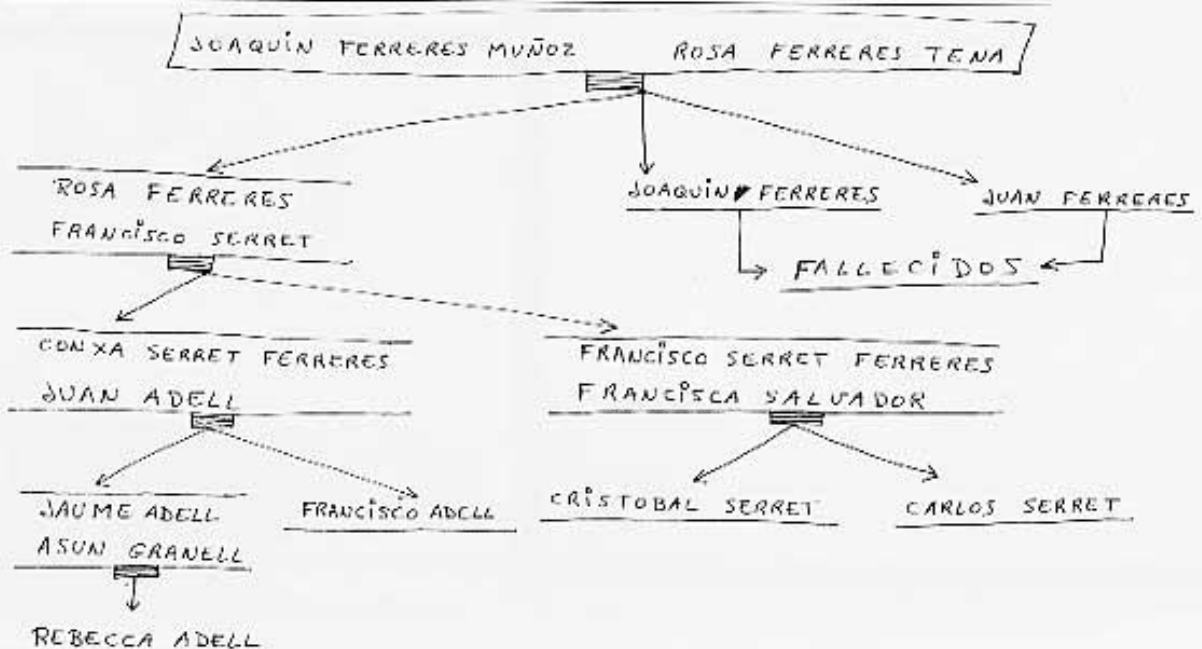 JOAQUÍN FERRERES MUÑOZ ROSA FERRERES TENA
ROSA FERRERES
FRANCISCO SERRET
JOAQUIN FERRERES
JUAN FERRERES
FALLECIDOS
CONXA SERRET FERRERES
JUAN ADELL
FRANCISCO SERRET FERRERES
FRANCISCA SALVADOR
JAUME ADELL
ASUN GRANELL
FRANCISCO ADELL
CRISTOBAL SERRET
CARLOS SERRET
REBECCA ADELL